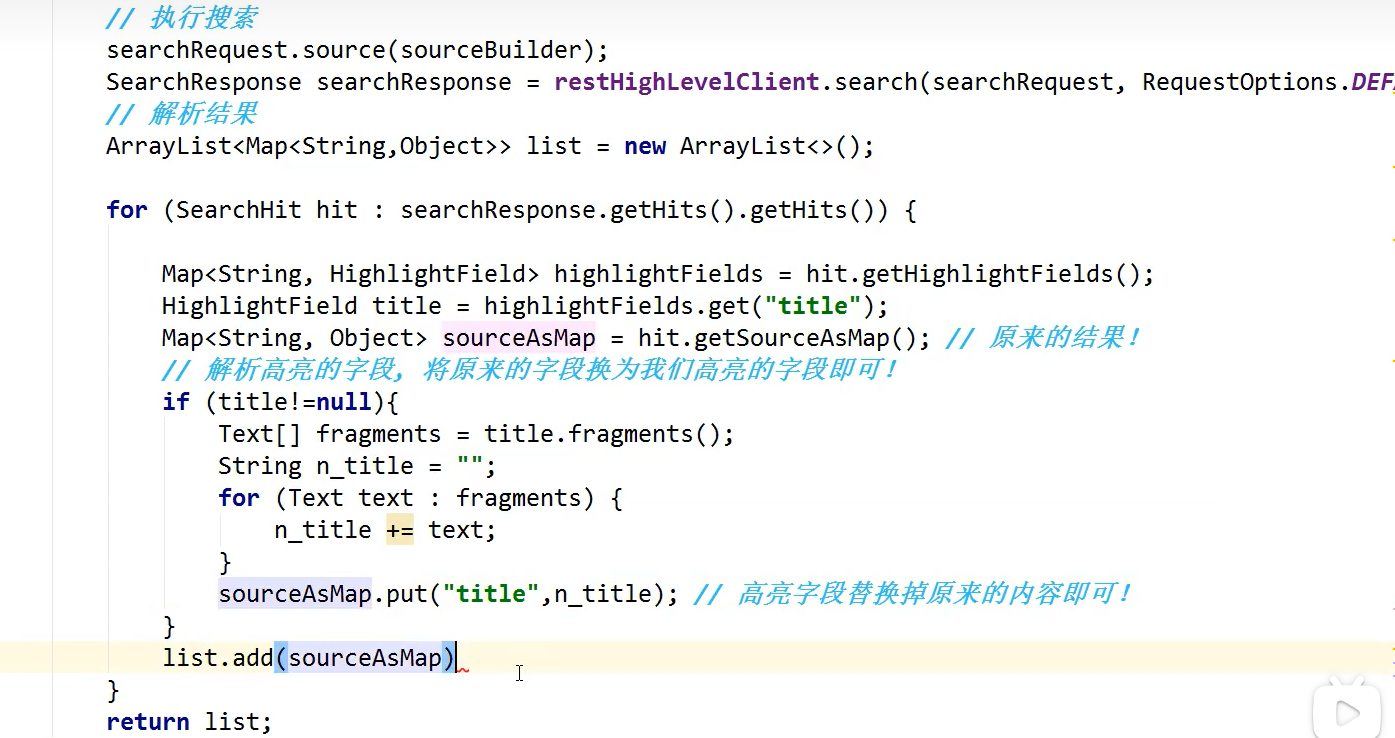 // 执行搜索
searchRequest.source(sourceBuilder);
SearchResponse searchResponse = restHighLevelClient.search(searchRequest, RequestOptions.DEF
// 解析结果
ArrayList<Map<String,Object>> list = new ArrayList<>();
for (SearchHit hit : searchResponse.getHits().getHits()) {
Map<String, HighlightField> highlightFields = hit.getHighlightFields();
HighlightField title = highlightFields.get("title");
Map<String, Object> sourceAsMap = hit.getSourceAsMap(); // 原来的结果！
// 解析高亮的字段, 将原来的字段换为我们高亮的字段即可！
if (title!=null){
Text[] fragments = title.fragments();
String n_title = "";
for (Text text : fragments) {
n_title += text;
}
sourceAsMap.put("title",n_title); // 高亮字段替换掉原来的内容即可！
}
list.add(sourceAsMap)
}
return list;